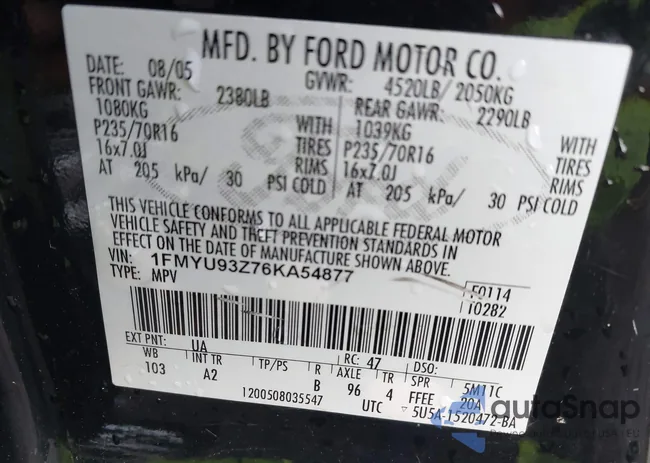 MFD. BY FORD MOTOR CO.
DATE: 08/05 GVWR: 4520LB/ 2050KG
FRONT GAWR: 2380LB REAR GAWR: 2290LB
1080KG WITH 1039KG WITH
P235/70R16 TIRES P235/70R16 TIRES
16x7.0J RIMS 16x7.0J RIMS
AT 205 kPa/ 30 PSI COLD AT 205 kPa/ 30 PSI COLD
THIS VEHICLE CONFORMS TO ALL APPLICABLE FEDERAL MOTOR
VEHICLE SAFETY AND THEFT PREVENTION STANDARDS IN
EFFECT ON THE DATE OF MANUFACTURE SHOWN ABOVE.
VIN: 1FMYU93Z76KA54877
TYPE: MPV
F0114
10282
EXT PNT: UA RC: 47 DSO:
WB INT TR TP/PS R AXLE TR SPR 5M11C
103 A2 B 96 4 FFEE 20A
1200508035547 UTC 5U5A-1520472-BA
autoSnap